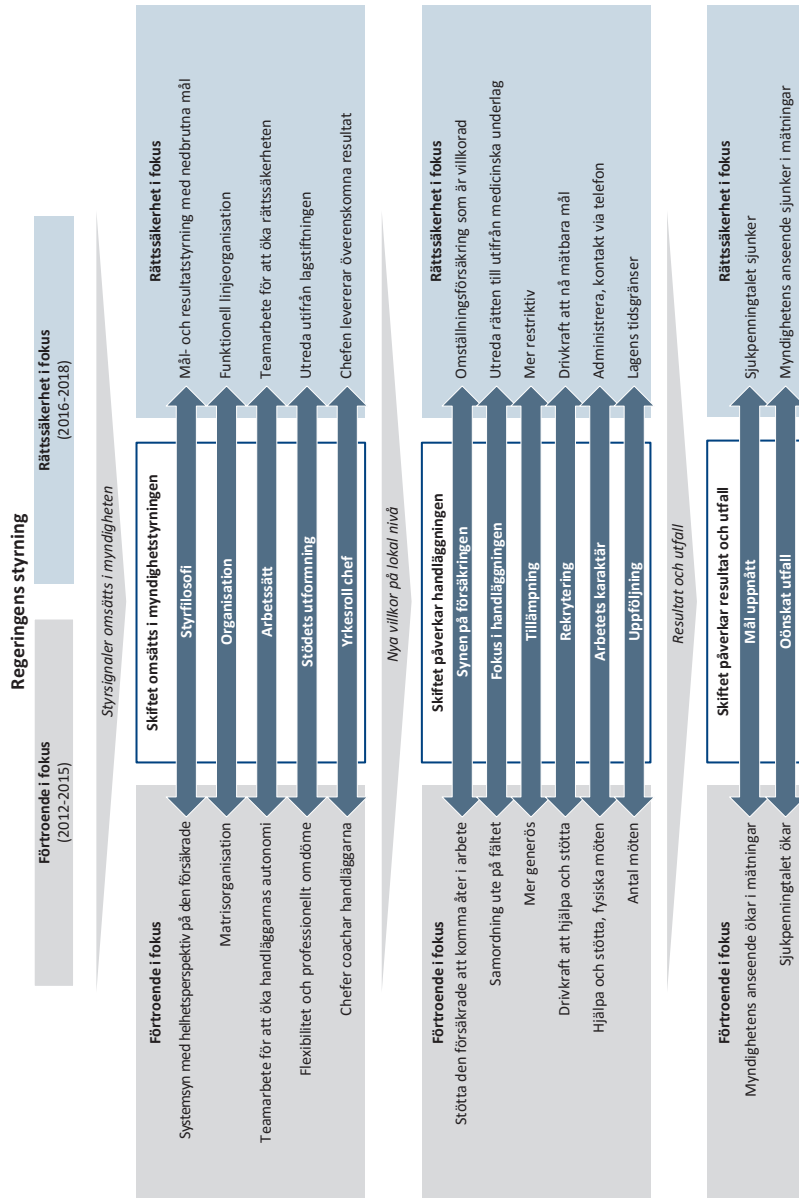 Regeringens styrning
Förtroende i fokus
(2012-2015)
Rättssäkerhet i fokus
(2016-2018)
Styrsignaler omsätts i myndigheten
Förtroende i fokus
Skiftet omsätts i myndighetstyrningen
Rättssäkerhet i fokus
Systemsyn med helhetsperspektiv på den försäkrade
Styrfilosofi
Mål- och resultatstyrning med nedbrutna mål
Matrisorganisation
Organisation
Funktionell linjeorganisation
Teamarbete för att öka handläggarnas autonomi
Arbetssätt
Teamarbete för att öka rättssäkerheten
Flexibilitet och professionellt omdöme
Stödets utformning
Utreda utifrån lagstiftningen
Chefer coachar handläggarna
Yrkesroll chef
Chefen levererar överenskomna resultat
Nya villkor på lokal nivå
Förtroende i fokus
Skiftet påverkar handläggningen
Rättssäkerhet i fokus
Stötta den försäkrade att komma åter i arbete
Synen på försäkringen
Omställningsförsäkring som är villkorad
Samordning ute på fältet
Fokus i handläggningen
Utreda rätten till utifrån medicinska underlag
Mer generös
Tillämpning
Mer restriktiv
Drivkraft att hjälpa och stötta
Rekrytering
Drivkraft att nå mätbara mål
Hjälpa och stötta, fysiska möten
Arbetets karaktär
Administrera, kontakt via telefon
Antal möten
Uppföljning
Lagens tidsgränser
Resultat och utfall
Förtroende i fokus
Skiftet påverkar resultat och utfall
Rättssäkerhet i fokus
Myndighetens anseende ökar i mätningar
Mål uppnått
Sjukpenningtalet sjunker
Sjukpenningtalet ökar
Oönskat utfall
Myndighetens anseende sjunker i mätningar